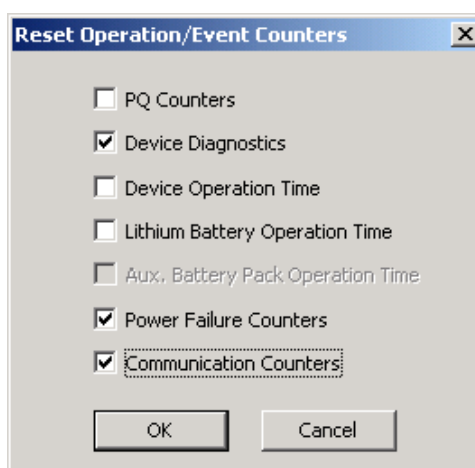 Reset Operation/Event Counters
PQ Counters
Device Diagnostics
Device Operation Time
Lithium Battery Operation Time
Aux. Battery Pack Operation Time
Power Failure Counters
Communication Counters
OK Cancel